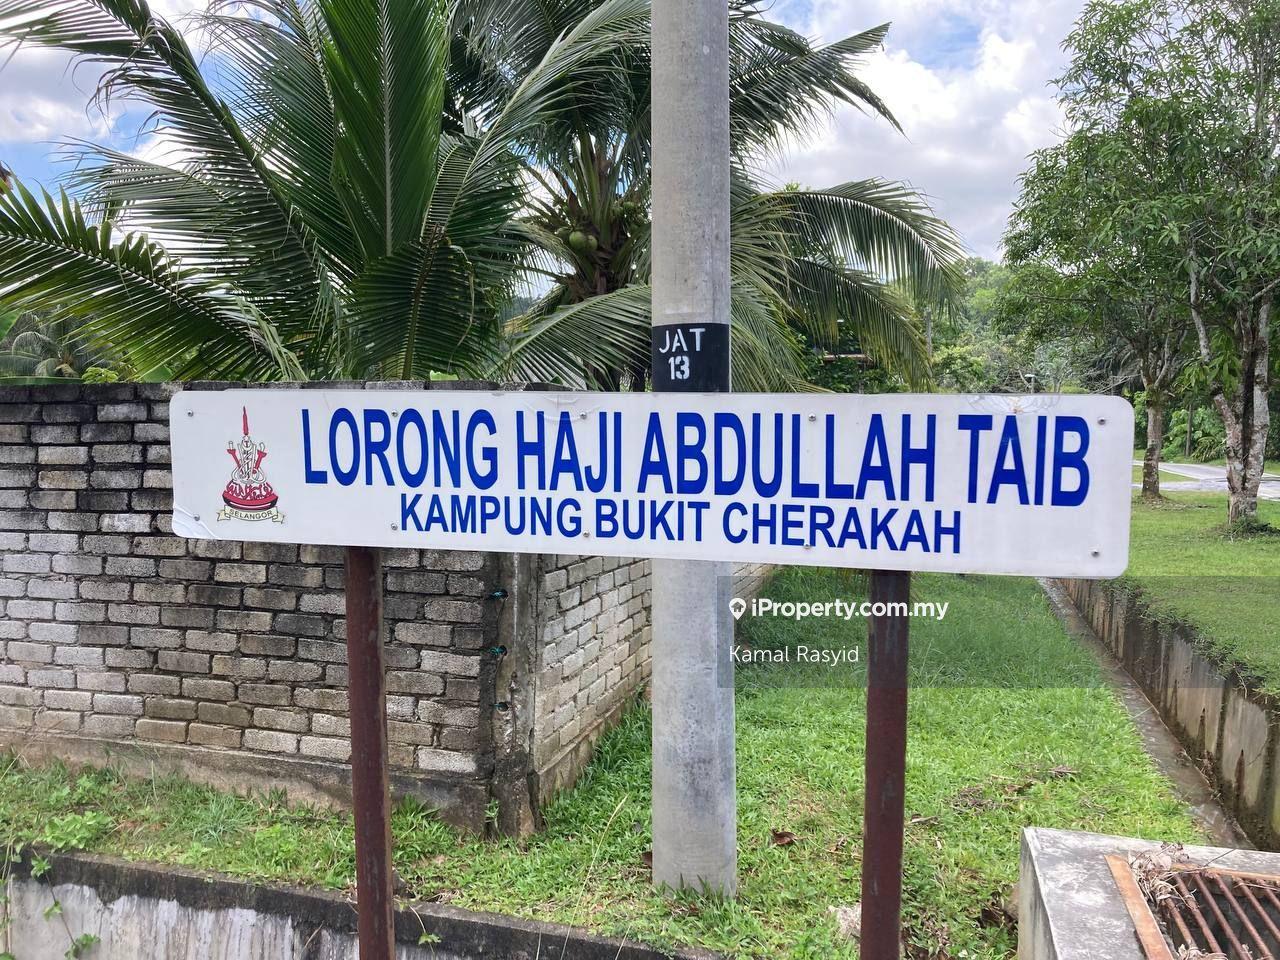 JAT
13
LORONG HAJI ABDULLAH TAIB
KAMPUNG BUKIT CHERAKAH
SELANGOR
iProperty.com.my
Kamal Rasyid